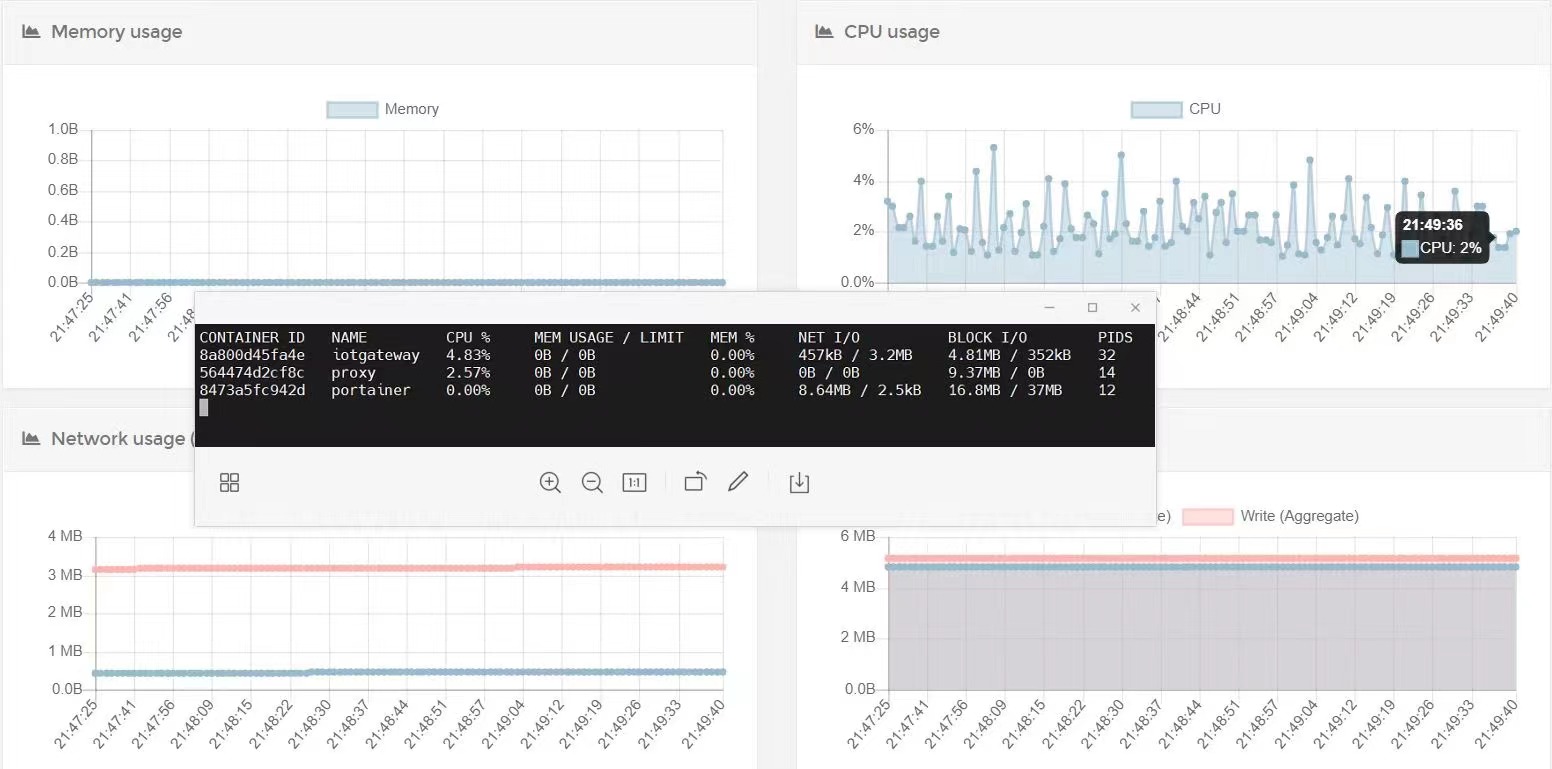 Memory usage
CPU usage
Memory
CPU
1.0B
0.8B
0.6B
0.4B
0.2B
0.0B
21:47:25
21:47:41
21:47:56
6%
4%
2%
0.0%
21:49:36
CPU: 2%
21:48:44
21:48:51
21:48:57
21:49:04
21:49:12
21:49:19
21:49:26
21:49:33
21:49:40
CONTAINER ID NAME CPU % MEM USAGE / LIMIT MEM % NET I/O BLOCK I/O PIDS
8a800d45fa4e iotgateway 4.83% 0B / 0B 0.00% 457kB / 3.2MB 4.81MB / 352kB 32
564474d2cf8c proxy 2.57% 0B / 0B 0.00% 0B / 0B 9.37MB / 0B 14
8473a5fc942d portainer 0.00% 0B / 0B 0.00% 8.64MB / 2.5kB 16.8MB / 37MB 12
Network usage (
1:1
Write (Aggregate)
4 MB
3 MB
2 MB
1 MB
0.0B
21:47:25
21:47:41
21:47:56
21:48:09
21:48:15
21:48:22
21:48:30
21:48:37
21:48:44
21:48:51
21:48:57
21:49:04
21:49:12
21:49:19
21:49:26
21:49:33
21:49:40
6 MB
4 MB
2 MB
0.0B
21:47:25
21:47:41
21:47:56
21:48:09
21:48:15
21:48:22
21:48:30
21:48:37
21:48:44
21:48:51
21:48:57
21:49:04
21:49:12
21:49:19
21:49:26
21:49:33
21:49:40